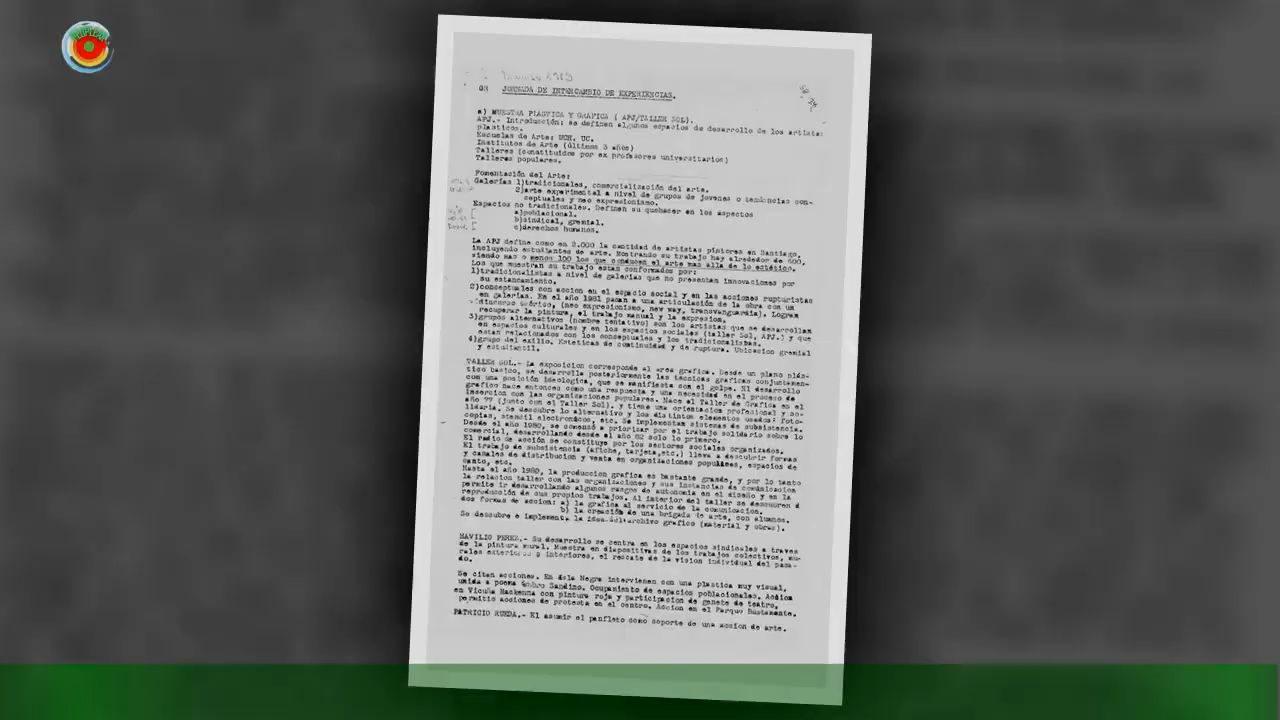 JORNADA DE INTERCAMBIO DE EXPERIENCIAS.
a) MUESTRA PLASTICA Y GRAFICA ( APJ/TALLER SOL).
APJ.- Introducción: se definen algunos espacios de desarrollo de los artistas
plasticos.
Escuelas de Arte: UCH, UC.
Institutos de Arte (últimos 3 años)
Talleres (constituidos por ex profesores universitarios)
Talleres populares.
Fomentación del Arte:
Galerías 1)tradicionales, comercialización del arte.
2)arte experimental a nivel de grupos de jovenes o tendencias con-
ceptuales y neo expresionismo.
Espacios no tradicionales. Definen su quehacer en los aspectos
a)poblacional.
b)sindical, gremial.
c)derechos humanos.
La APJ define como en 2.000 la cantidad de artistas pintores en Santiago,
incluyendo estudiantes de arte. Mostrando su trabajo hay alrededor de 600,
siendo mas o menos 100 los que conducen el arte mas alla de lo estético.
Los que muestran su trabajo estan conformados por:
1)tradicionalistas a nivel de galerias que no presentan innovaciones por
su estancamiento.
2)conceptuales con accion en el espacio social y en las acciones rupturistas
en galerias. En el año 1981 pasan a una articulación de la obra con un
discurso teórico, (neo expresionismo, new way, transvanguardia). Logran
recuperar la pintura, el trabajo manual y la expresion.
3)grupos alternativos (nombre tentativo) son los artistas que se desarrollan
en espacios culturales y en los espacios sociales (taller Sol, APJ.) y que
estan relacionados con los conceptuales y los tradicionalistas.
4)grupo del exilio. Esteticas de continuidad y de ruptura. Ubicacion gremial
y estudiantil.
TALLER SOL.- La exposicion corresponde al area grafica. Desde un plano plás-
tico basico, se desarrolla posteriormente las técnicas graficas conjuntamen-
con una posición ideologica, que se manifiesta con el golpe. El desarrollo
grafico nace entonces como una respuesta y una necesidad en el proceso de
insercion con las organizaciones populares. Nace el Taller de Grafica en el
año 77 (junto con el Taller Sol), y tiene una orientacion profesional y so-
lidaria. Se descubre lo alternativo y los distintos elementos usados: foto-
copias, stensil electronicos, etc. Se implementan sistemas de subsistencia.
Desde el año 1980, se comenzó a priorizar por el trabajo solidario sobre lo
comercial, desarrollando desde el año 82 solo lo primero.
El radio de acción se constituye por los sectores sociales organizados.
El trabajo de subsistencia (afiche, tarjeta,etc.) lleva a descubrir formas
y canales de distribucion y venta en organizaciones populares, espacios de
canto, etc.
Hasta el año 1980, la produccion grafica es bastante grande, y por lo tanto
la relacion taller con las organizaciones y sus instancias de comunicacion
permite ir desarrollando algunos rasgos de autonomia en el diseño y en la
reproducción de sus propios trabajos. Al interior del taller se descubren d
dos formas de accion: a) la grafica al servicio de la comunicacion.
b) la creación de una brigada de arte, con alumnos.
Se descubre e implementa la idea del archivo grafico (material y obras).
HAVILIO PEREZ.- Su desarrollo se centra en los espacios sindicales a traves
de la pintura mural. Muestra en diapositivas de los trabajos colectivos, mu-
rales exteriores e interiores, el rescate de la vision individual del pasa-
do.
Se citan acciones. En Isla Negra intervienen con una plastica muy visual,
unida a poema sobre Sandino. Ocupamiento de espacios poblacionales. Accion
en Vicuña Mackenna con pintura roja y participacion de gente de teatro,
permitió acciones de protesta en el centro. Accion en el Parque Bustamante.
PATRICIO RUEDA.- El asumir el panfleto como soporte de una accion de arte.